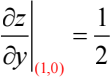 ∂z/∂y|(1,0) = 1/2